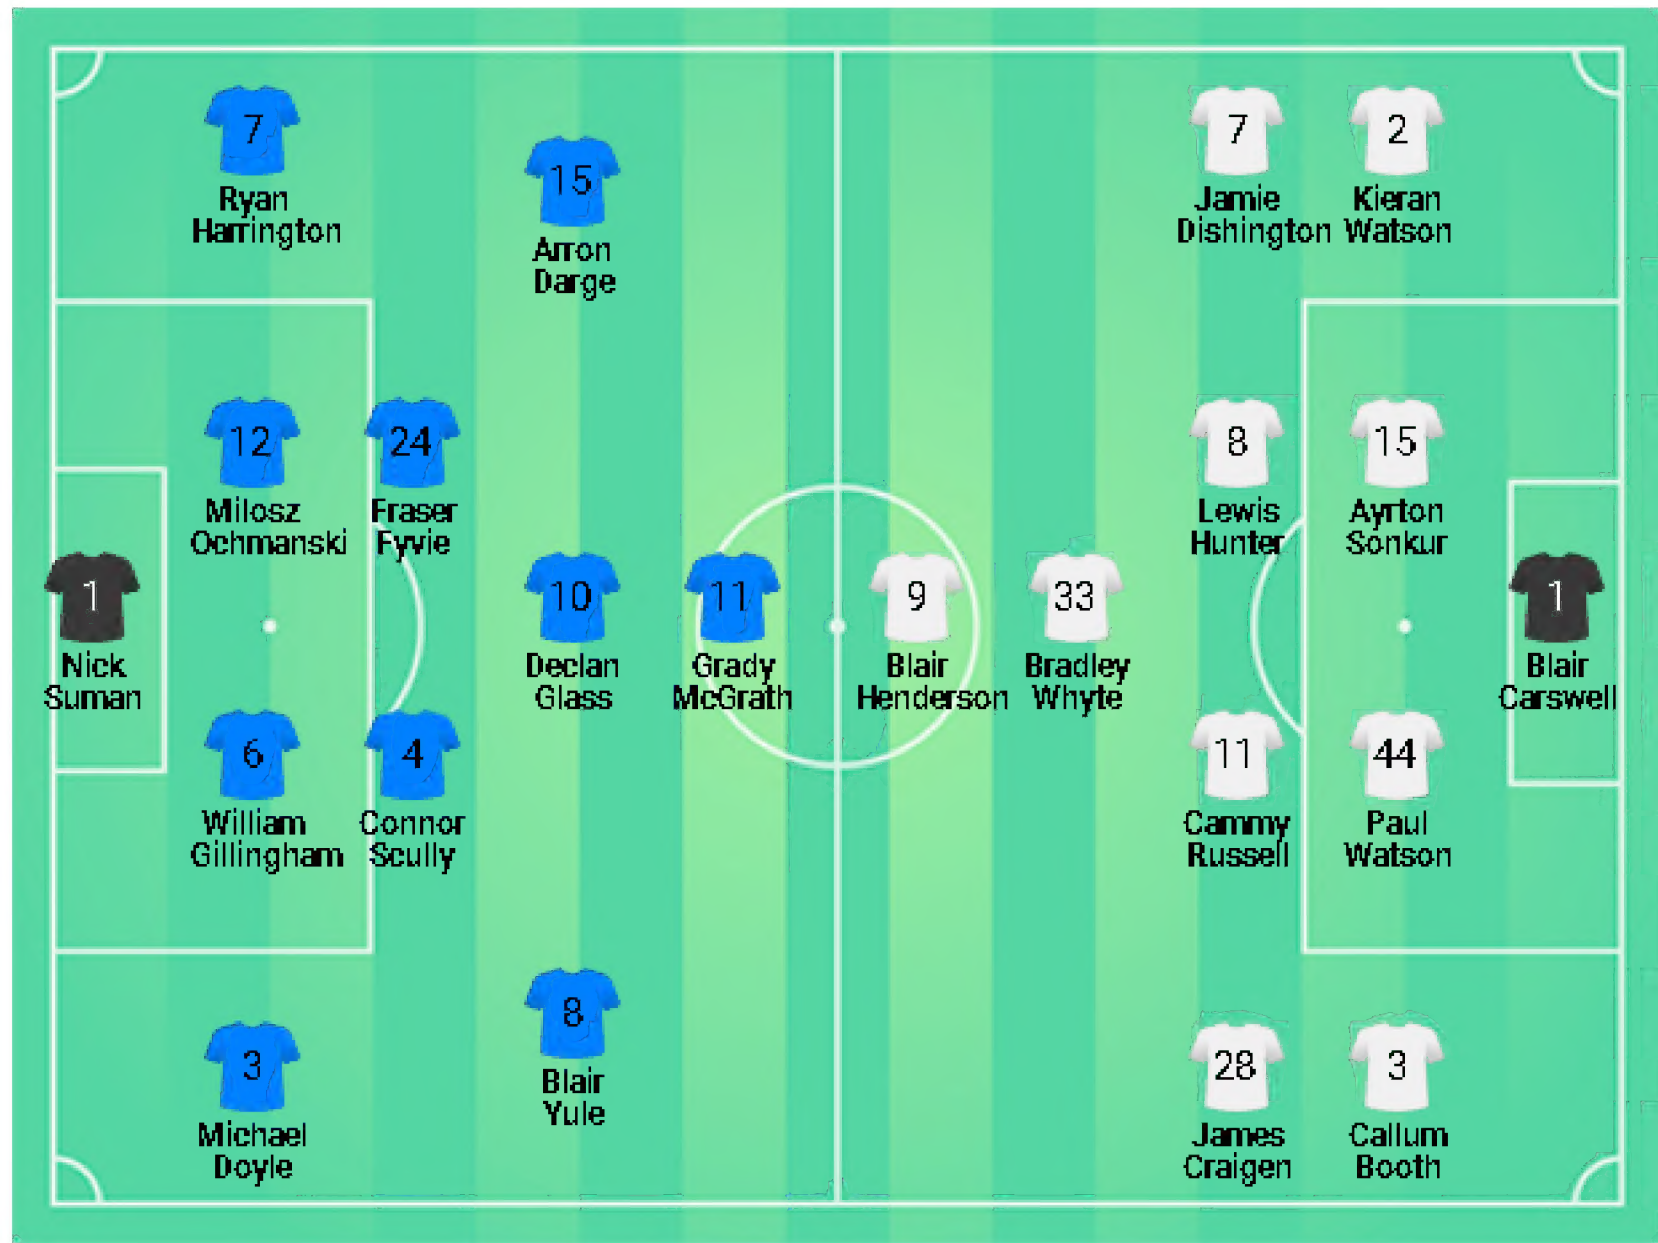 7
Ryan
Harrington
15
Arron
Darge
7
Jamie
Dishington
2
Kieran
Watson
12
Milosz
Ochmanski
24
Fraser
Fyvie
8
Lewis
Hunter
15
Ayrton
Sonkur
1
Nick
Suman
10
Declan
Glass
11
Grady
McGrath
9
Blair
Henderson
33
Bradley
Whyte
1
Blair
Carswell
6
William
Gillingham
4
Connor
Scully
11
Cammy
Russell
44
Paul
Watson
3
Michael
Doyle
8
Blair
Yule
28
James
Craigen
3
Callum
Booth